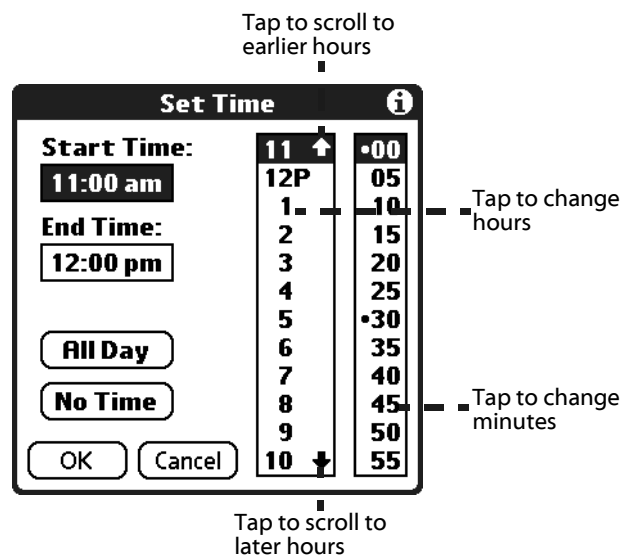 Tap to scroll to
earlier hours
Set Time
Start Time:
11:00 am
End Time:
12:00 pm
All Day
No Time
OK
Cancel
11
12P
1
2
3
4
5
6
7
8
9
10
•00
05
10
15
20
25
•30
35
40
45
50
55
Tap to change
hours
Tap to change
minutes
Tap to scroll to
later hours